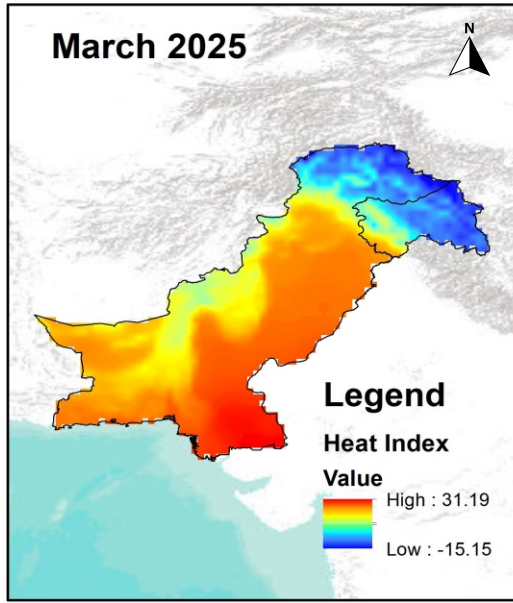 March 2025
N
Legend
Heat Index
Value
High : 31.19
Low : -15.15